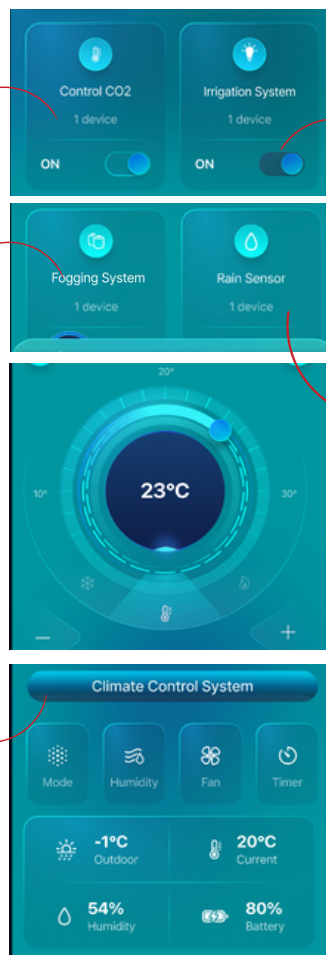 Control CO2
1 device
ON
Irrigation System
1 device
ON
Fogging System
1 device
Rain Sensor
1 device
20°
10°
23°C
30°
Climate Control System
Mode
Humidity
Fan
Timer
-1°C
Outdoor
20°C
Current
54%
Humidity
80%
Battery